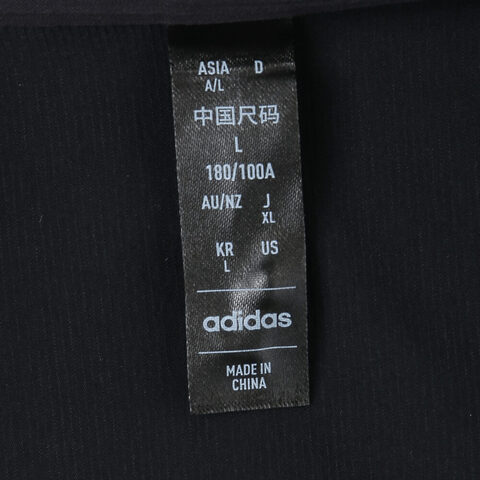 ASIA D
A/L
中国尺码
L
180/100A
AU/NZ J
XL
KR US
L
adidas
MADE IN
CHINA